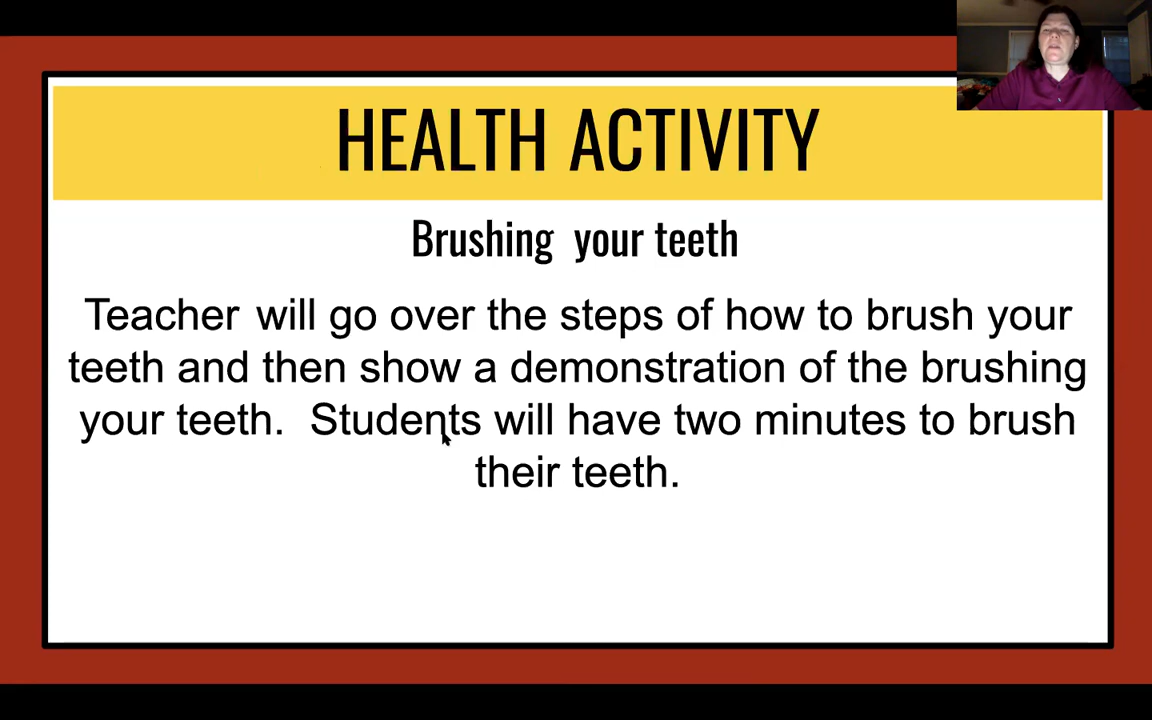 HEALTH ACTIVITY
Brushing your teeth
Teacher will go over the steps of how to brush your
teeth and then show a demonstration of the brushing
your teeth. Students will have two minutes to brush
their teeth.